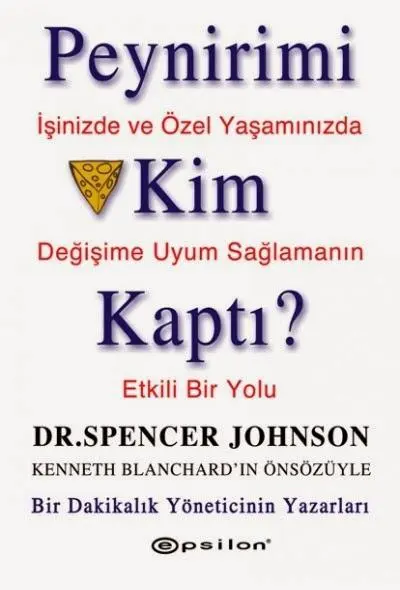 Peynirimi
İşinizde ve Özel Yaşamınızda
Kim
Değişime Uyum Sağlamanın
Kaptı?
Etkili Bir Yolu
DR.SPENCER JOHNSON
KENNETH BLANCHARD'IN ÖNSÖZÜYLE
Bir Dakikalık Yöneticinin Yazarları
epsilon®